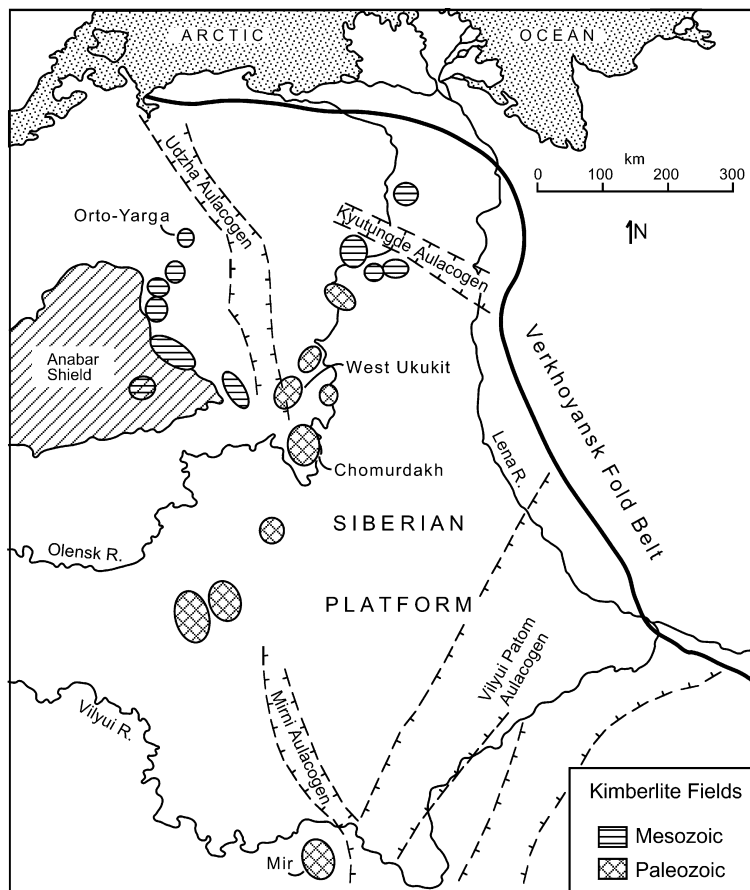 ARCTIC
OCEAN
km
0 100 200 300
N
Udzha Aulacogen
Orto-Yarga
Kyutungde Aulacogen
Anabar
Shield
West Ukukit
Verkhoyansk Fold Belt
Chomurdakh
Lena R.
SIBERIAN
Olensk R.
PLATFORM
Vilyui Patom
Aulacogen
Vilyui R.
Mirni Aulacogen
Mir
Kimberlite Fields
Mesozoic
Paleozoic